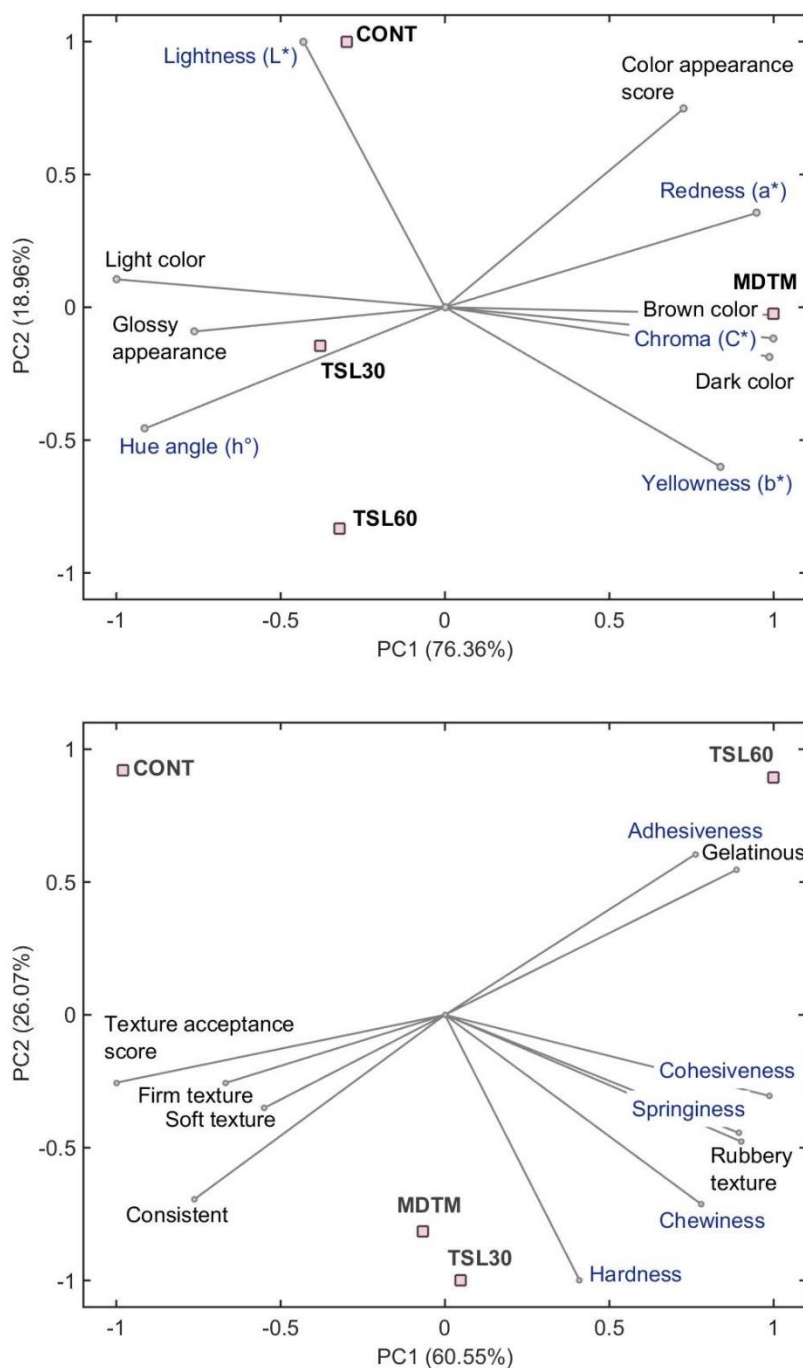 1
CONT
Lightness (L*)
Color appearance
score
0.5
Redness (a*)
Light color
MDTM
0
Brown color
Glossy
appearance
Chroma (C*)
TSL30
Dark color
-0.5
Hue angle (h°)
Yellowness (b*)
TSL60
-1
PC2 (18.96%)
-1
-0.5
0
0.5
1
PC1 (76.36%)
1
CONT
TSL60
Adhesiveness
Gelatinous
0.5
0
Texture acceptance
score
Cohesiveness
Firm texture
Soft texture
Springiness
-0.5
Rubbery
texture
Consistent
MDTM
Chewiness
TSL30
-1
Hardness
PC2 (26.07%)
-1
-0.5
0
0.5
1
PC1 (60.55%)